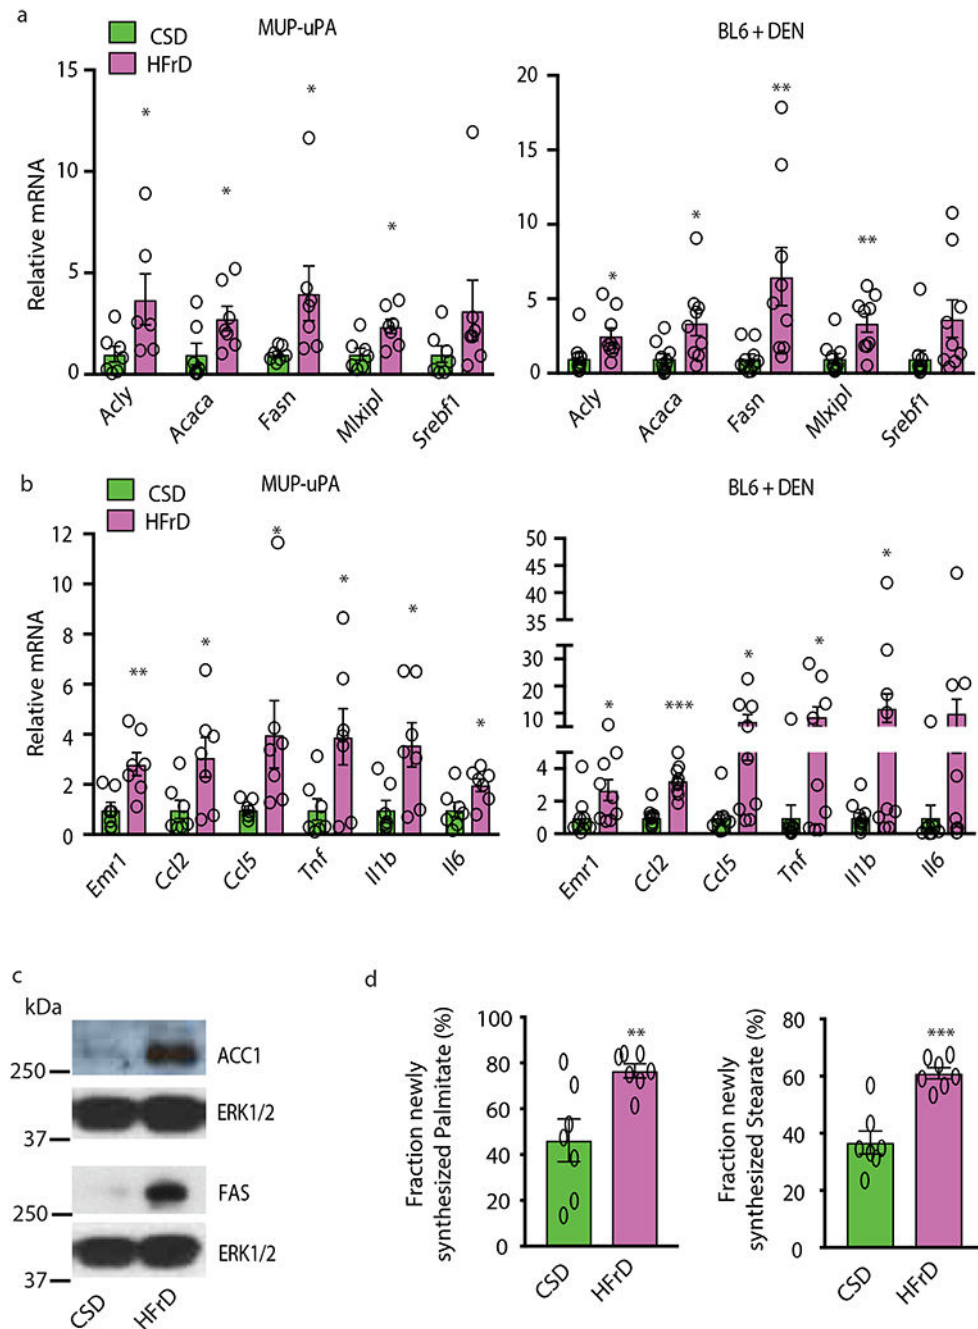 a
CSD
HFrD
MUP-uPA
BL6 + DEN
Relative mRNA
15
10
5
0
* * * *
Acly Acaca Fasn Mlxipl Srebf1
20
15
10
5
0
* * ** **
Acly Acaca Fasn Mlxipl Srebf1
b
CSD
HFrD
MUP-uPA
BL6 + DEN
Relative mRNA
12
10
8
6
4
2
0
** * * * * *
Emr1 Ccl2 Ccl5 Tnf Il1b Il6
50
45
40
35
30
20
10
4
2
0
* *** * * *
Emr1 Ccl2 Ccl5 Tnf Il1b Il6
c
kDa
250
ACC1
37
ERK1/2
250
FAS
37
ERK1/2
CSD HFrD
d
Fraction newly
synthesized Palmitate (%)
100
80
60
40
20
0
**
CSD HFrD
Fraction newly
synthesized Stearate (%)
80
60
40
20
0
***
CSD HFrD